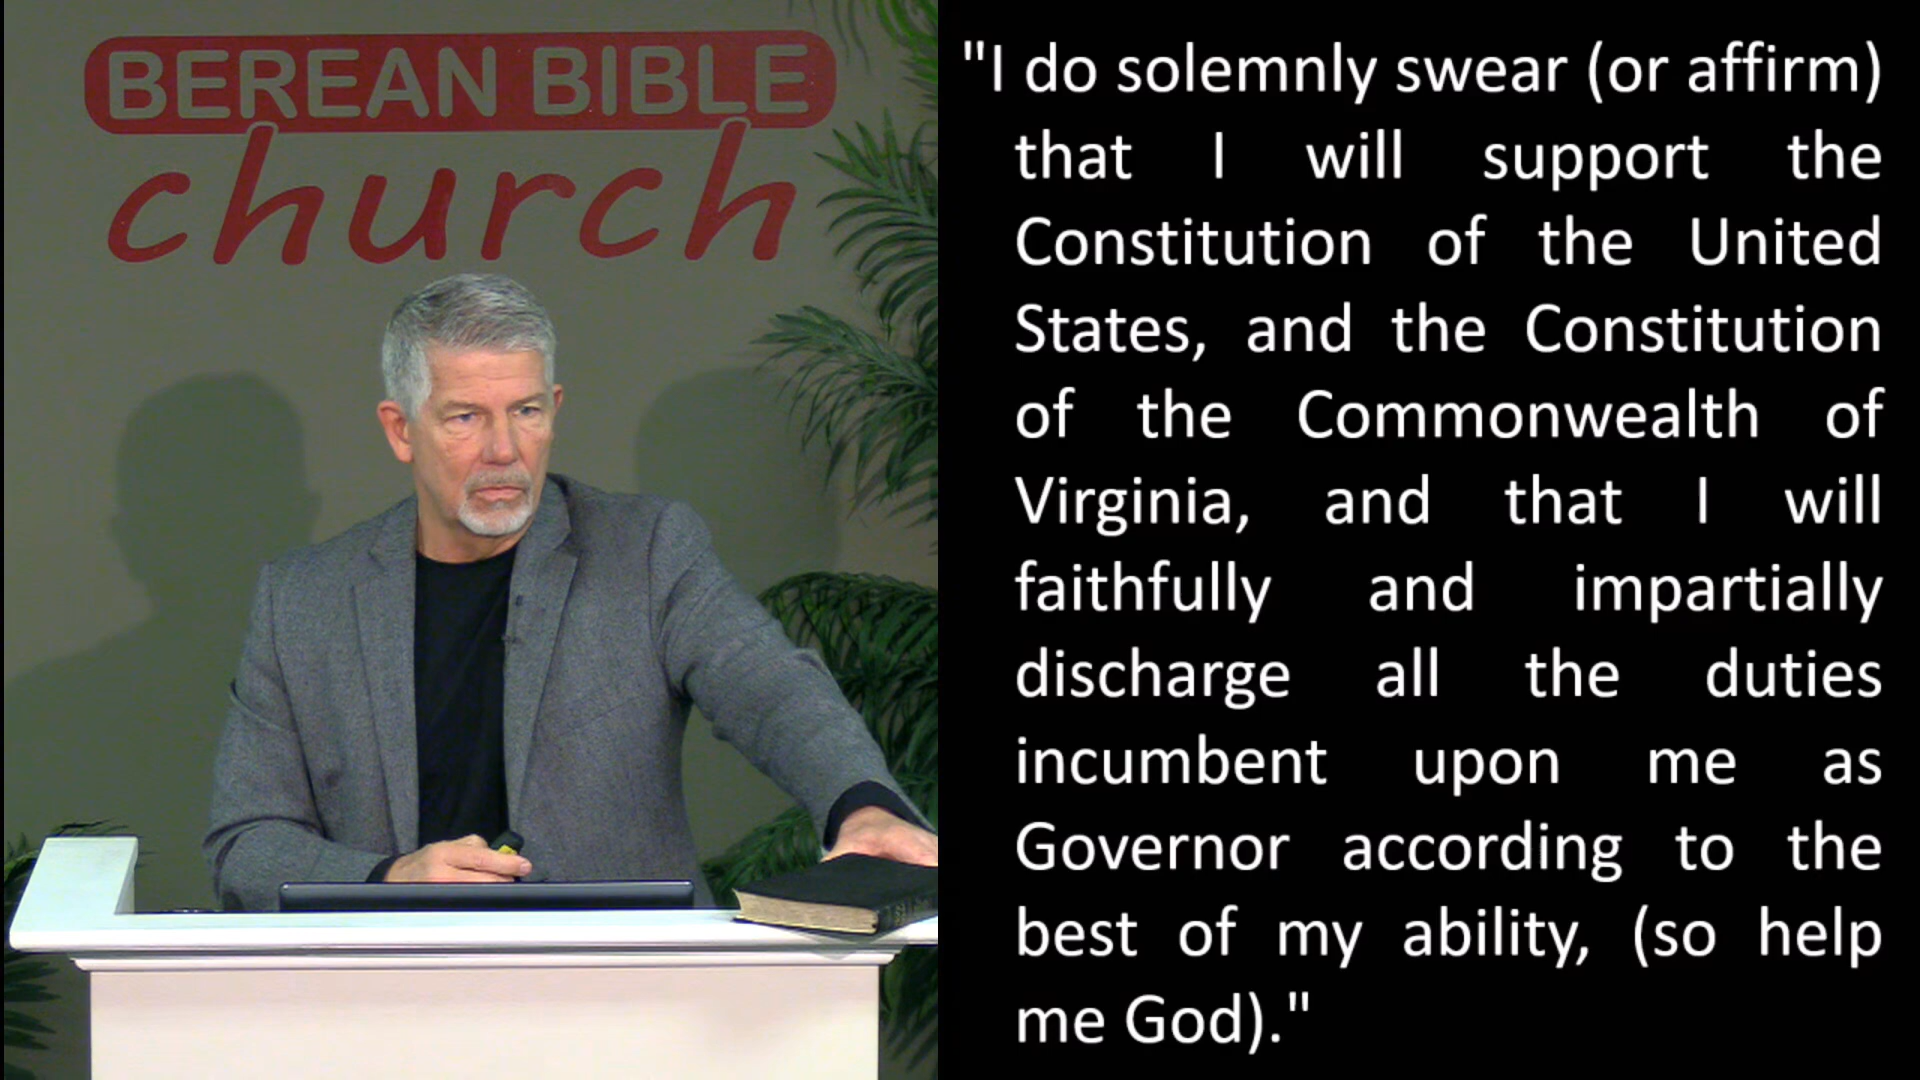 BEREAN BIBLE
church
"I do solemnly swear (or affirm)
that I will support the
Constitution of the United
States, and the Constitution
of the Commonwealth of
Virginia, and that I will
faithfully and impartially
discharge all the duties
incumbent upon me as
Governor according to the
best of my ability, (so help
me God)."